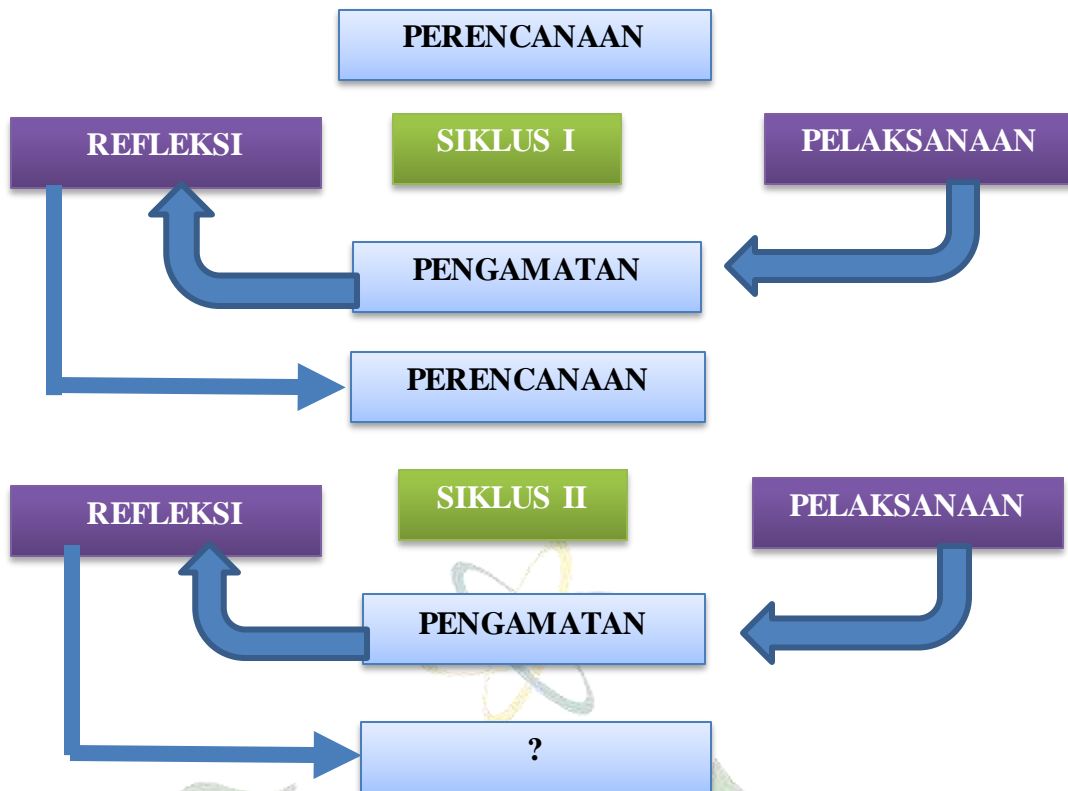 PERENCANAAN
REFLEKSI
SIKLUS I
PELAKSANAAN
PENGAMATAN
PERENCANAAN
REFLEKSI
SIKLUS II
PELAKSANAAN
PENGAMATAN
?